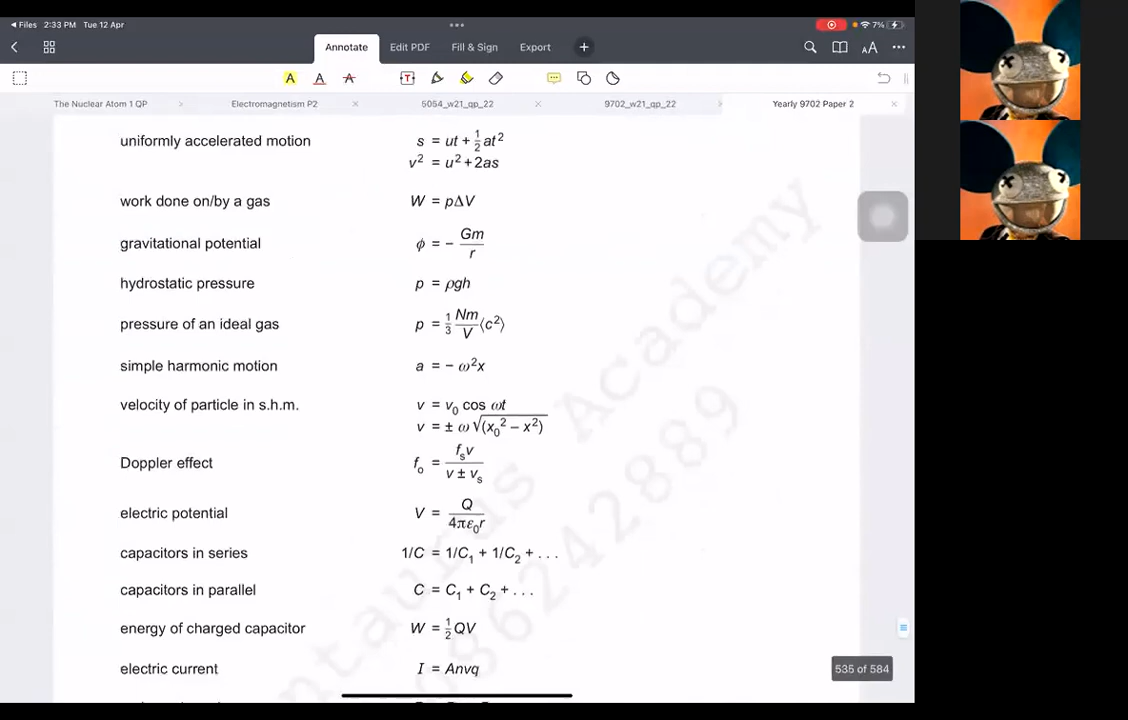 Files 2:33 PM Tue 12 Apr
7%
Annotate Edit PDF Fill & Sign Export
AA
The Nuclear Atom 1 QP Electromagnetism P2 5054_w21_qp_22 9702_w21_qp_22 Yearly 9702 Paper 2
uniformly accelerated motion s = ut + ½at²
v² = u² + 2as
work done on/by a gas W = pΔV
gravitational potential ϕ = − Gm/r
hydrostatic pressure p = ρgh
pressure of an ideal gas p = ⅓ Nm/V ⟨c²⟩
simple harmonic motion a = − ω²x
velocity of particle in s.h.m. v = v₀ cos ωt
v = ± ω√(x₀² − x²)
Doppler effect fₒ = fₛv / v ± vₛ
electric potential V = Q / 4πε₀r
capacitors in series 1/C = 1/C₁ + 1/C₂ + . . .
capacitors in parallel C = C₁ + C₂ + . . .
energy of charged capacitor W = ½QV
electric current I = Anvq
535 of 584